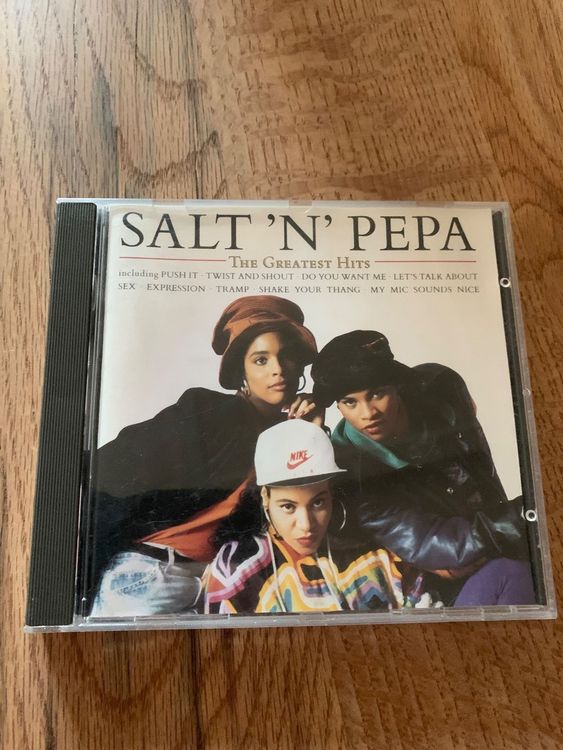 SALT 'N' PEPA
THE GREATEST HITS
including PUSH IT · TWIST AND SHOUT · DO YOU WANT ME · LET'S TALK ABOUT
SEX · EXPRESSION · TRAMP · SHAKE YOUR THANG · MY MIC SOUNDS NICE
NIKE